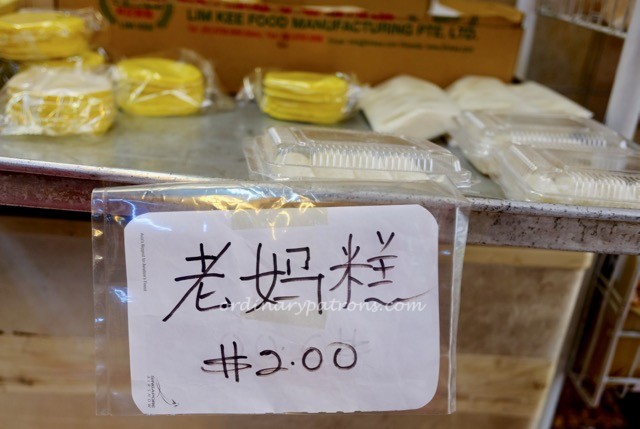 LIM KEE FOOD MANUFACTURING PTE. LTD.
老妈糕
ordinarypatrons.com
$2.00